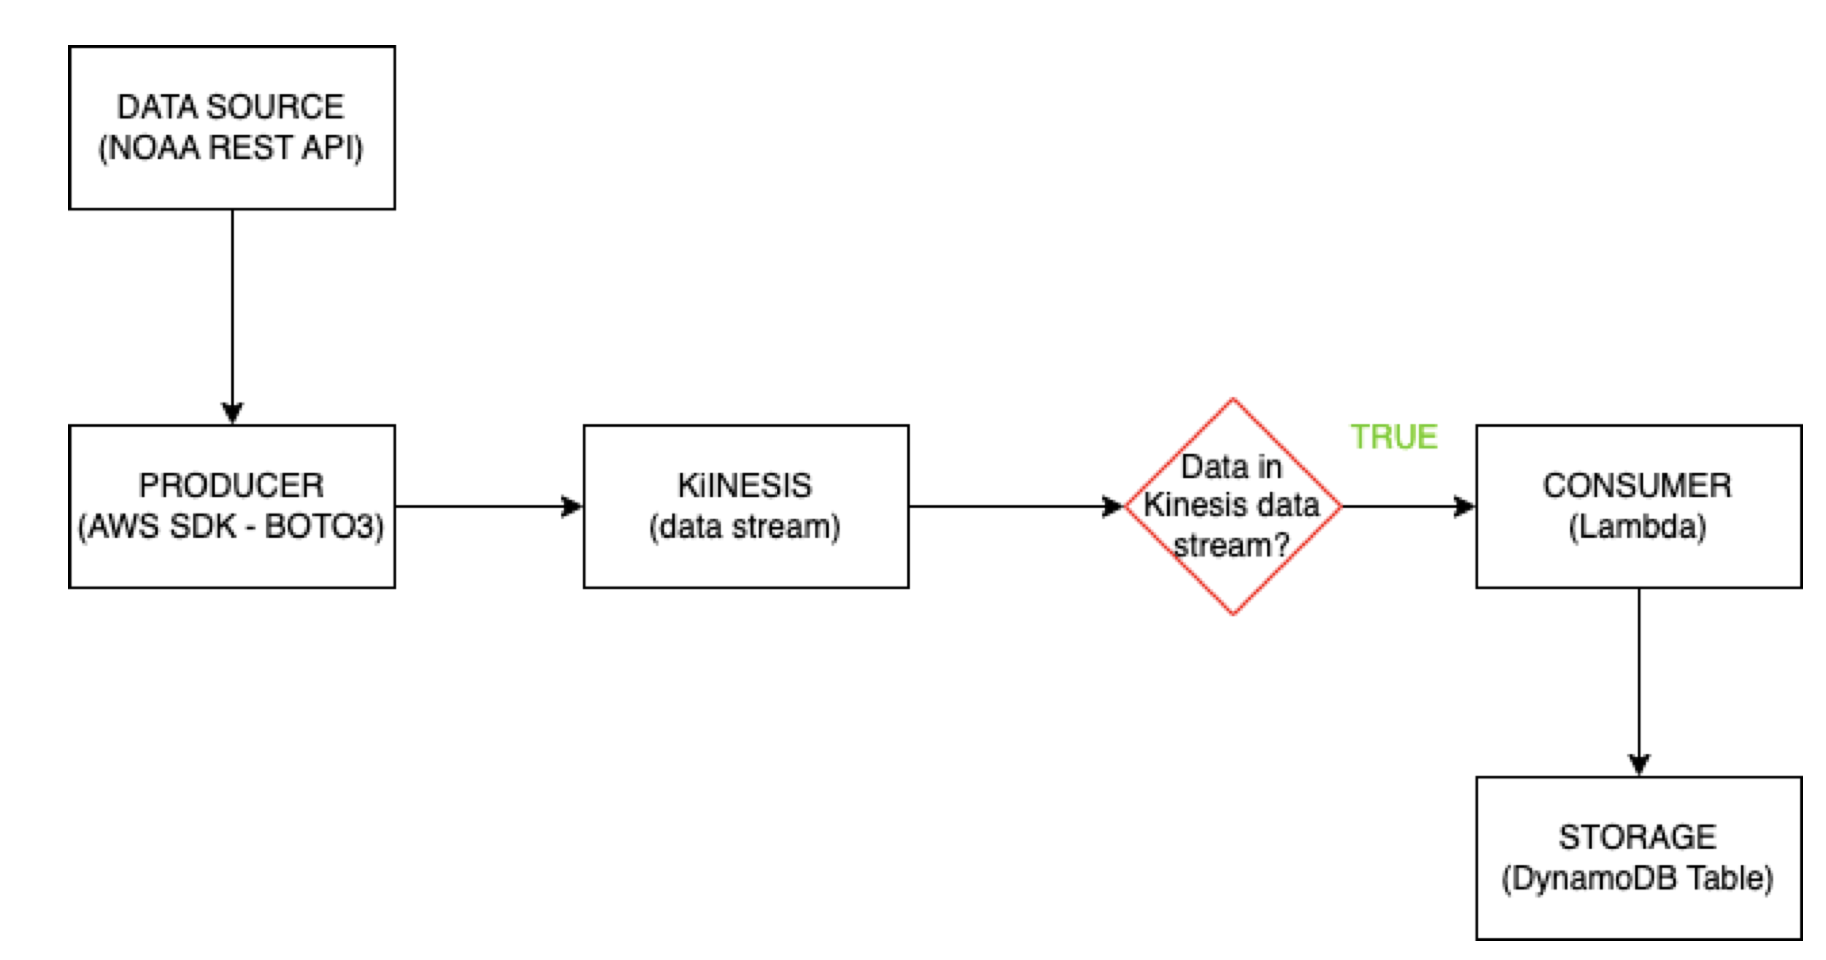 DATA SOURCE
(NOAA REST API)
PRODUCER
(AWS SDK - BOTO3)
KiINESIS
(data stream)
Data in
Kinesis data
stream?
TRUE
CONSUMER
(Lambda)
STORAGE
(DynamoDB Table)